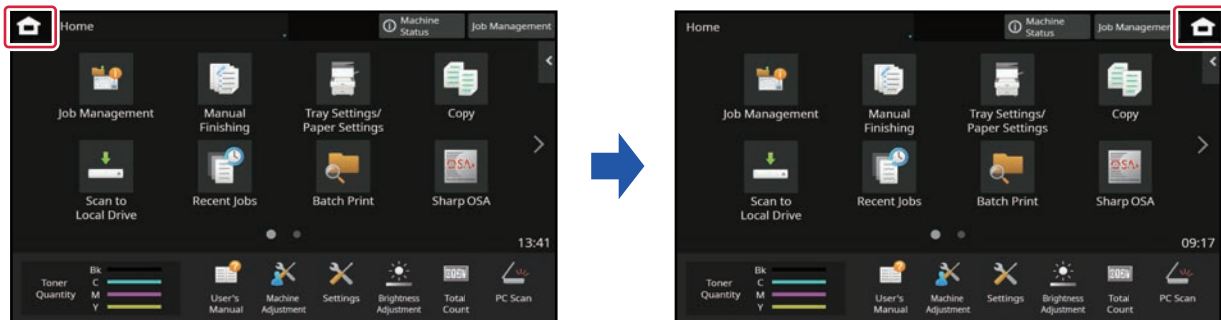 Home
Machine
Status
Job Management
Job Management
Manual
Finishing
Tray Settings/
Paper Settings
Copy
Scan to
Local Drive
Recent Jobs
Batch Print
Sharp OSA
13:41
Toner
Quantity
Bk
C
M
Y
User's
Manual
Machine
Adjustment
Settings
Brightness
Adjustment
Total
Count
PC Scan
Home
Machine
Status
Job Managemen
Job Management
Manual
Finishing
Tray Settings/
Paper Settings
Copy
Scan to
Local Drive
Recent Jobs
Batch Print
Sharp OSA
09:17
Toner
Quantity
Bk
C
M
Y
User's
Manual
Machine
Adjustment
Settings
Brightness
Adjustment
Total
Count
PC Scan